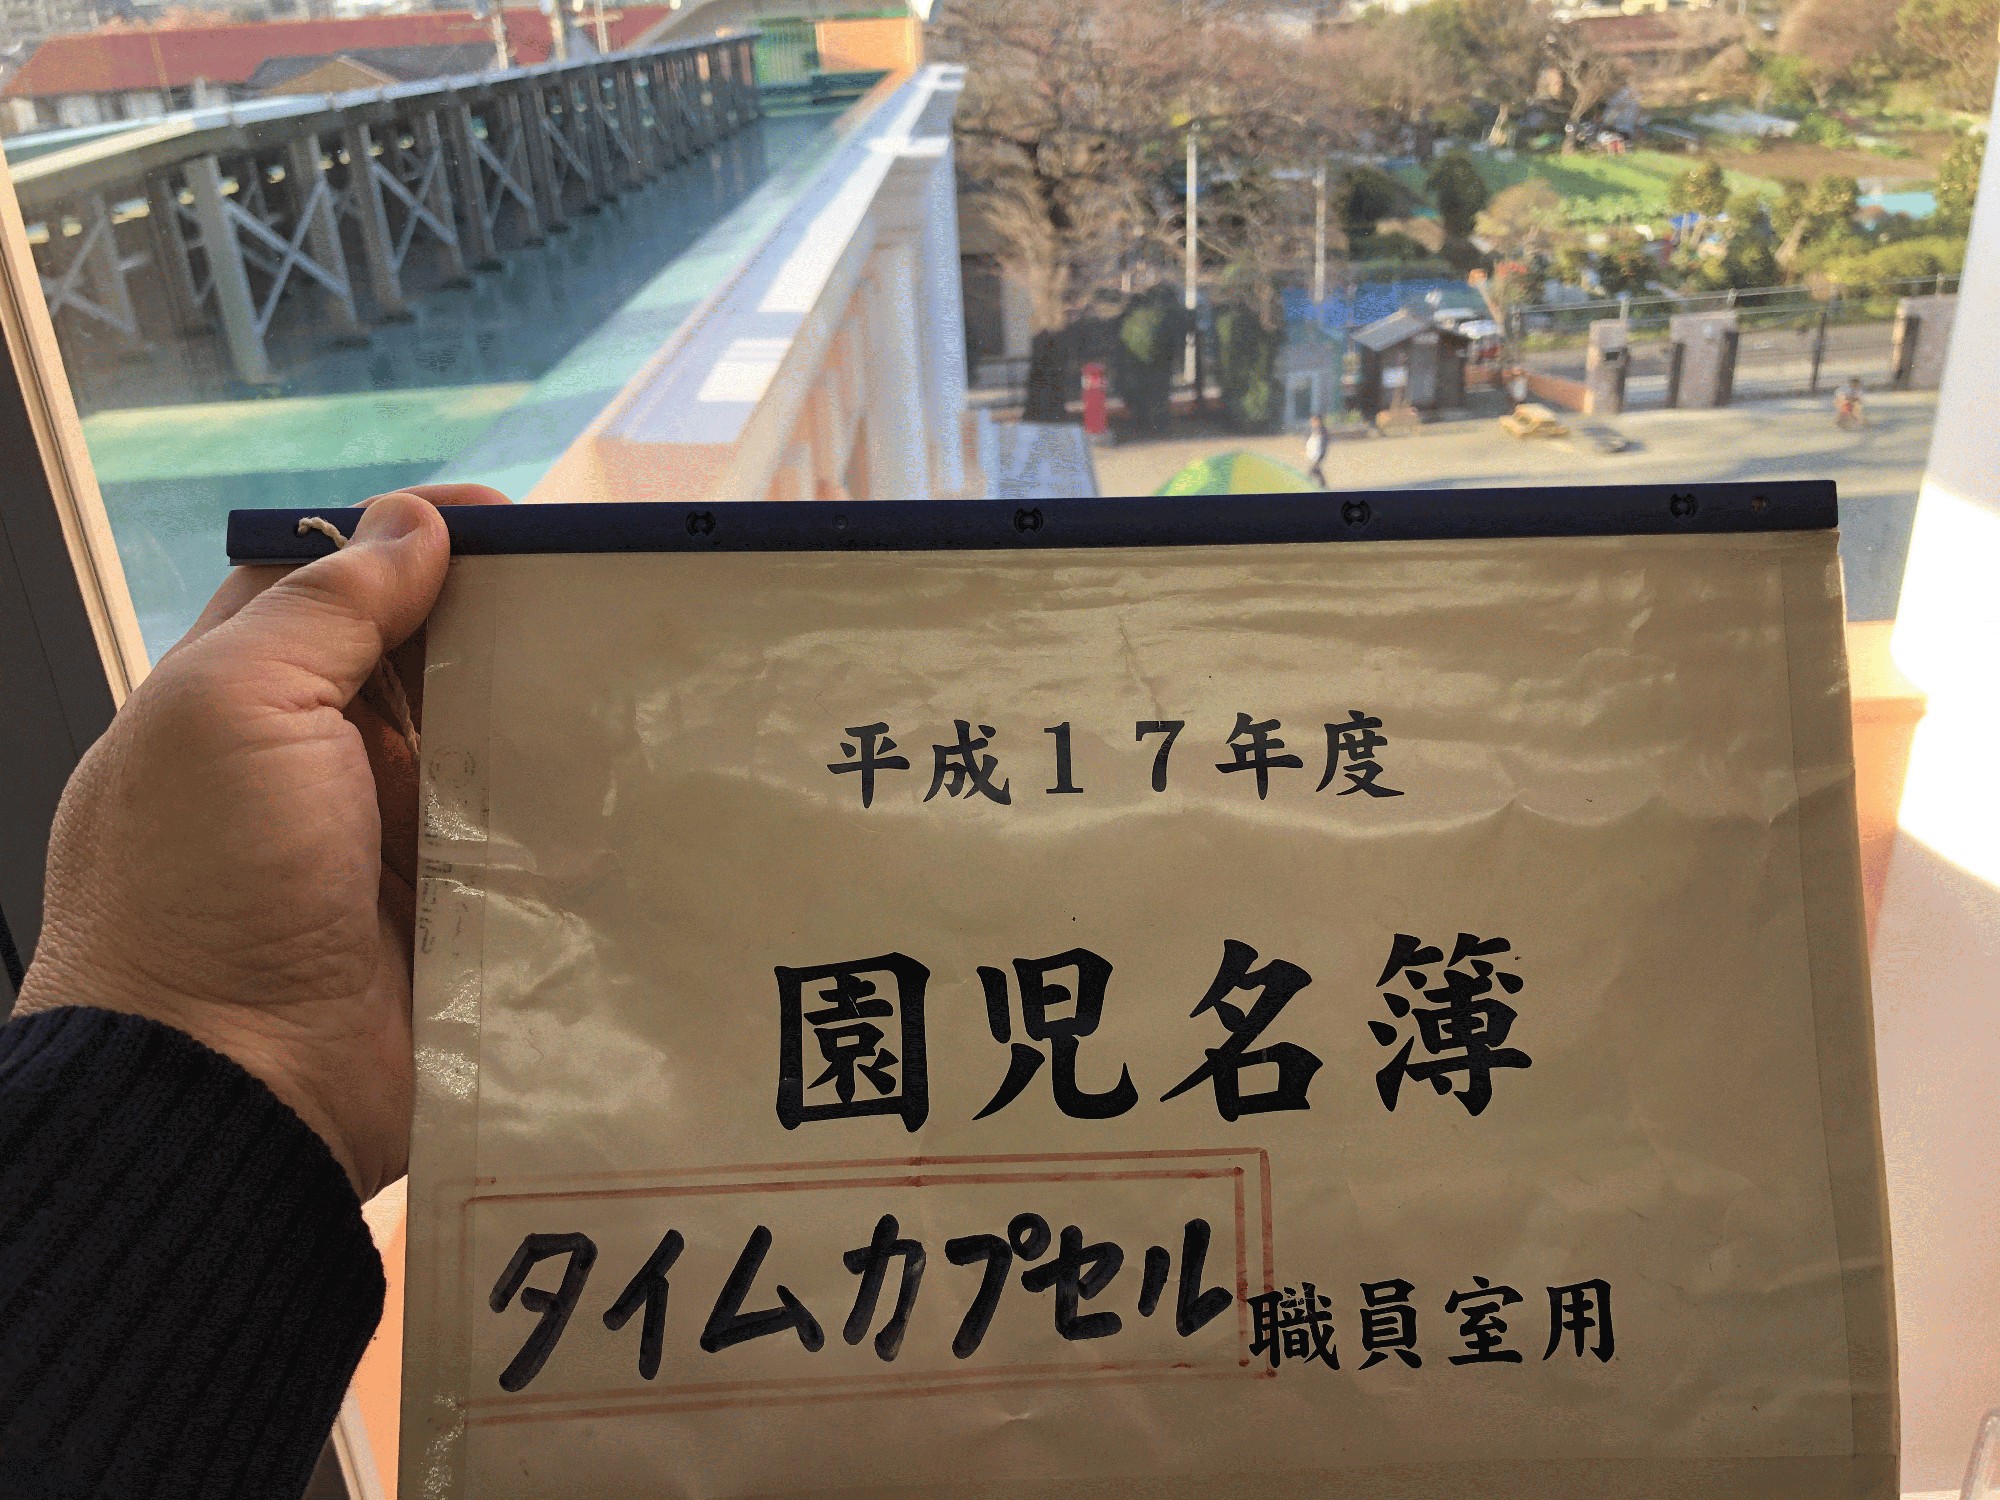 平成１７年度
園児名簿
タイムカプセル
職員室用